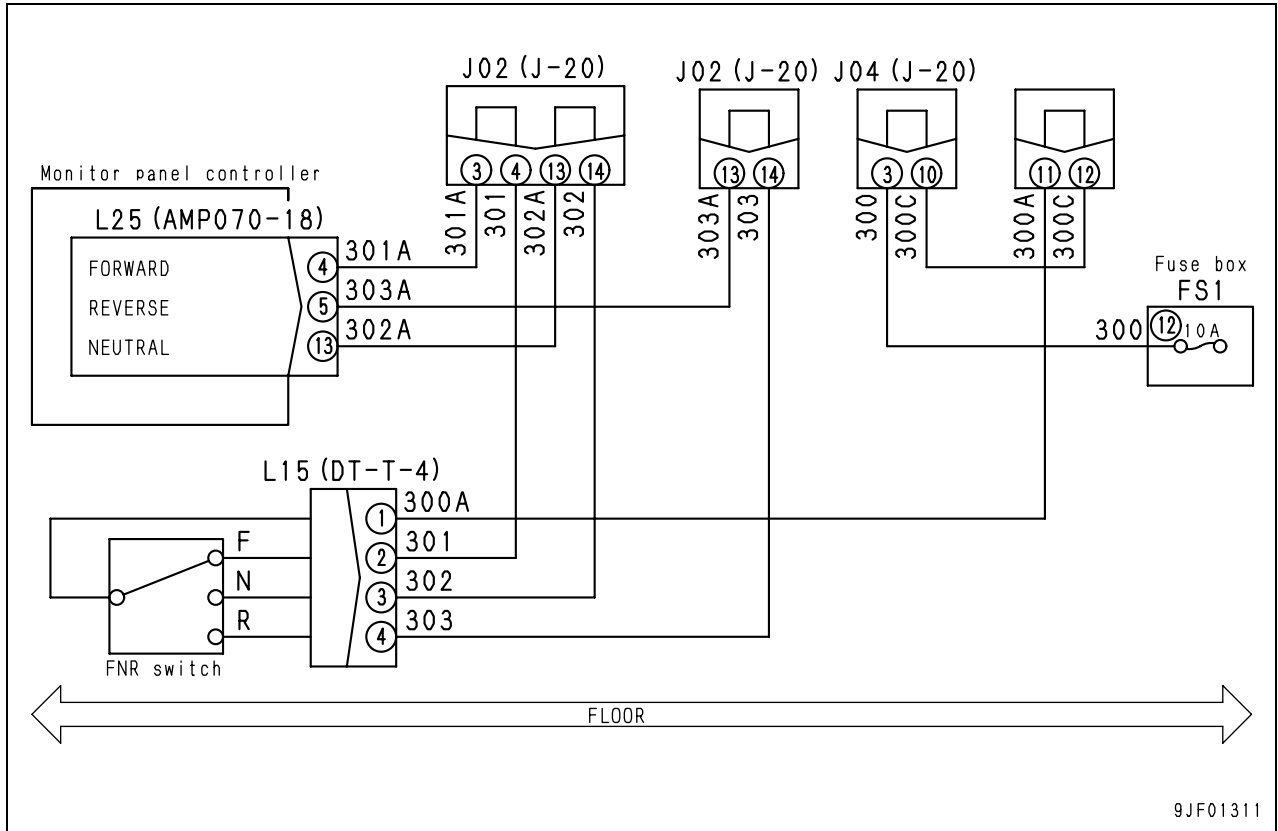 J02 (J-20)
J02 (J-20)
J04 (J-20)
3
4
13
14
13
14
3
10
11
12
301A
301
302A
302
303A
303
300
300C
300A
300C
Monitor panel controller
L25 (AMP070-18)
FORWARD
4
301A
REVERSE
5
303A
NEUTRAL
13
302A
Fuse box
FS1
300
12
10A
L15 (DT-T-4)
1
300A
F
2
301
N
3
302
R
4
303
FNR switch
FLOOR
9JF01311